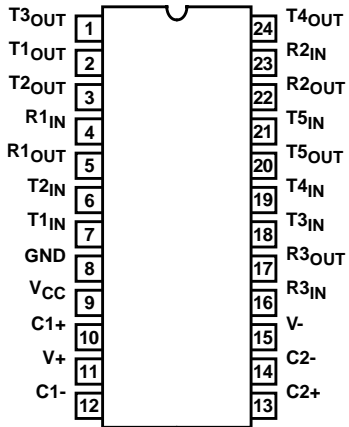 T3OUT 1 24 T4OUT
T1OUT 2 23 R2IN
T2OUT 3 22 R2OUT
R1IN 4 21 T5IN
R1OUT 5 20 T5OUT
T2IN 6 19 T4IN
T1IN 7 18 T3IN
GND 8 17 R3OUT
VCC 9 16 R3IN
C1+ 10 15 V-
V+ 11 14 C2-
C1- 12 13 C2+